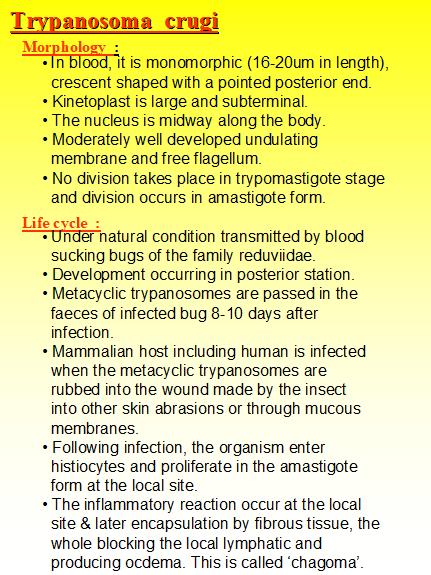 Trypanosoma crugi
Morphology :
• In blood, it is monomorphic (16-20um in length),
crescent shaped with a pointed posterior end.
• Kinetoplast is large and subterminal.
• The nucleus is midway along the body.
• Moderately well developed undulating
membrane and free flagellum.
• No division takes place in trypomastigote stage
and division occurs in amastigote form.
Life cycle :
• Under natural condition transmitted by blood
sucking bugs of the family reduviidae.
• Development occurring in posterior station.
• Metacyclic trypanosomes are passed in the
faeces of infected bug 8-10 days after
infection.
• Mammalian host including human is infected
when the metacyclic trypanosomes are
rubbed into the wound made by the insect
into other skin abrasions or through mucous
membranes.
• Following infection, the organism enter
histiocytes and proliferate in the amastigote
form at the local site.
• The inflammatory reaction occur at the local
site & later encapsulation by fibrous tissue, the
whole blocking the local lymphatic and
producing ocdema. This is called ‘chagoma’.